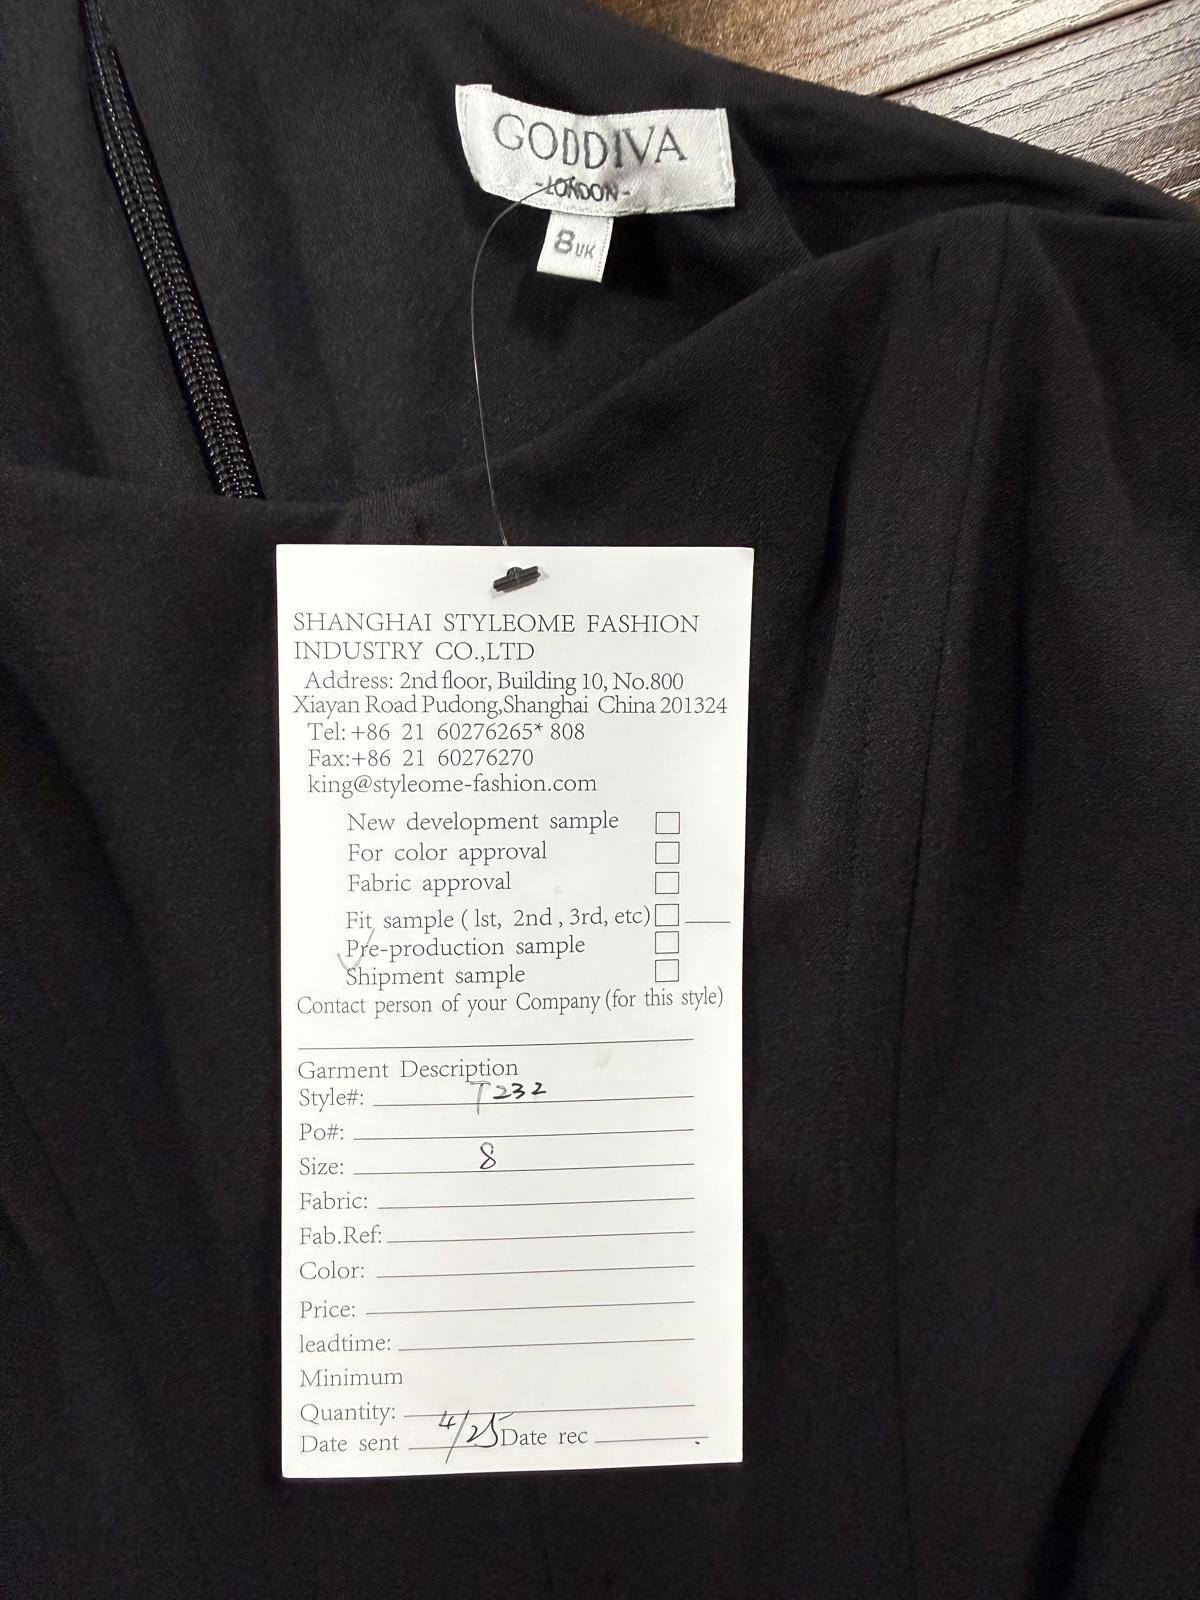 GODDIVA
-LONDON-
8UK
SHANGHAI STYLEOME FASHION
INDUSTRY CO.,LTD
Address: 2nd floor, Building 10, No.800
Xiayan Road Pudong,Shanghai China 201324
Tel: +86 21 60276265* 808
Fax:+86 21 60276270
king@styleome-fashion.com
New development sample
For color approval
Fabric approval
Fit sample ( 1st, 2nd , 3rd, etc)
Pre-production sample
Shipment sample
Contact person of your Company (for this style)
Garment Description
Style#: T232
Po#:
Size: 8
Fabric:
Fab.Ref:
Color:
Price:
leadtime:
Minimum
Quantity:
Date sent 4/25 Date rec